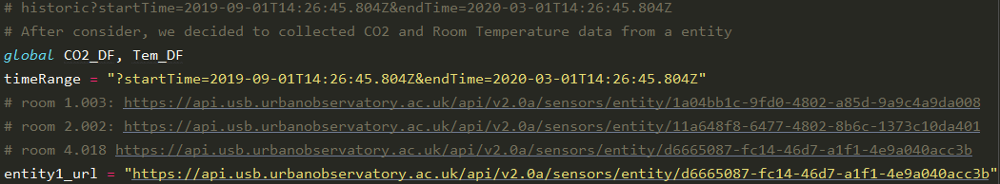 # historic?startTime=2019-09-01T14:26:45.804Z&endTime=2020-03-01T14:26:45.804Z
# After consider, we decided to collected CO2 and Room Temperature data from a entity
global CO2_DF, Tem_DF
timeRange = "?startTime=2019-09-01T14:26:45.804Z&endTime=2020-03-01T14:26:45.804Z"
# room 1.003: https://api.usb.urbanobservatory.ac.uk/api/v2.0a/sensors/entity/1a04bb1c-9fd0-4802-a85d-9a9c4a9da008
# room 2.002: https://api.usb.urbanobservatory.ac.uk/api/v2.0a/sensors/entity/11a648f8-6477-4802-8b6c-1373c10da401
# room 4.018 https://api.usb.urbanobservatory.ac.uk/api/v2.0a/sensors/entity/d6665087-fc14-46d7-a1f1-4e9a040acc3b
entity1_url = "https://api.usb.urbanobservatory.ac.uk/api/v2.0a/sensors/entity/d6665087-fc14-46d7-a1f1-4e9a040acc3b"